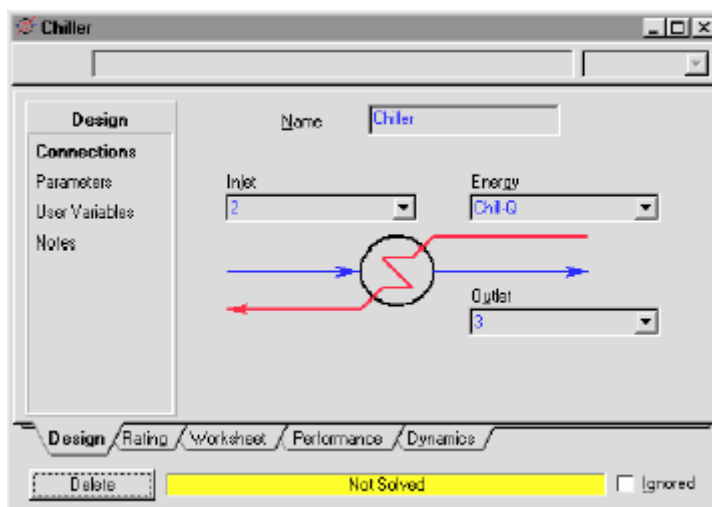 Chiller
Design
Connections
Parameters
User Variables
Notes
Name
Chiller
Inlet
2
Energy
Chill-Q
Outlet
3
Design
Rating
Worksheet
Performance
Dynamics
Delete
Not Solved
Ignored